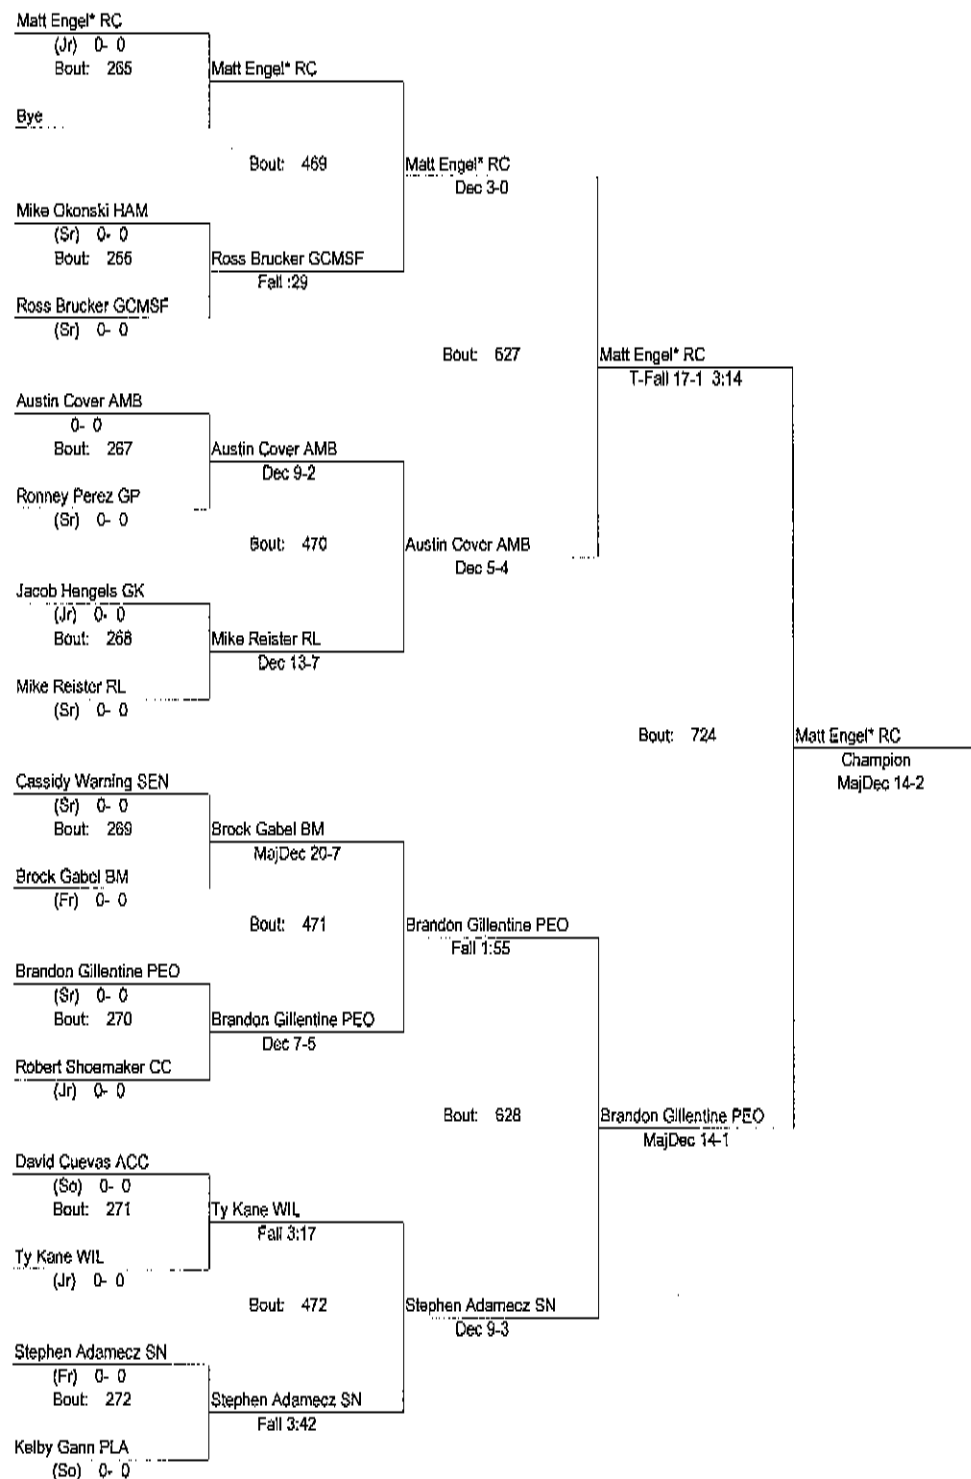 Matt Engel* RC
(Jr) 0- 0
Bout: 265
Matt Engel* RC
Bye
Bout: 469
Matt Engel* RC
Dec 3-0
Mike Okonski HAM
(Sr) 0- 0
Bout: 266
Ross Brucker GCMSF
Fall :29
Ross Brucker GCMSF
(Sr) 0- 0
Bout: 627
Matt Engel* RC
T-Fall 17-1 3:14
Austin Cover AMB
0- 0
Bout: 267
Austin Cover AMB
Dec 9-2
Ronney Perez GP
(Sr) 0- 0
Bout: 470
Austin Cover AMB
Dec 5-4
Jacob Hengels GK
(Jr) 0- 0
Bout: 268
Mike Reister RL
Dec 13-7
Mike Reister RL
(Sr) 0- 0
Bout: 724
Matt Engel* RC
Champion
MajDec 14-2
Cassidy Warning SEN
(Sr) 0- 0
Bout: 269
Brock Gabel BM
MajDec 20-7
Brock Gabel BM
(Fr) 0- 0
Bout: 471
Brandon Gillentine PEO
Fall 1:55
Brandon Gillentine PEO
(Sr) 0- 0
Bout: 270
Brandon Gillentine PEO
Dec 7-5
Robert Shoemaker CC
(Jr) 0- 0
Bout: 628
Brandon Gillentine PEO
MajDec 14-1
David Cuevas ACC
(So) 0- 0
Bout: 271
Ty Kane WIL
Fall 3:17
Ty Kane WIL
(Jr) 0- 0
Bout: 472
Stephen Adamecz SN
Dec 9-3
Stephen Adamecz SN
(Fr) 0- 0
Bout: 272
Stephen Adamecz SN
Fall 3:42
Kelby Gann PLA
(So) 0- 0